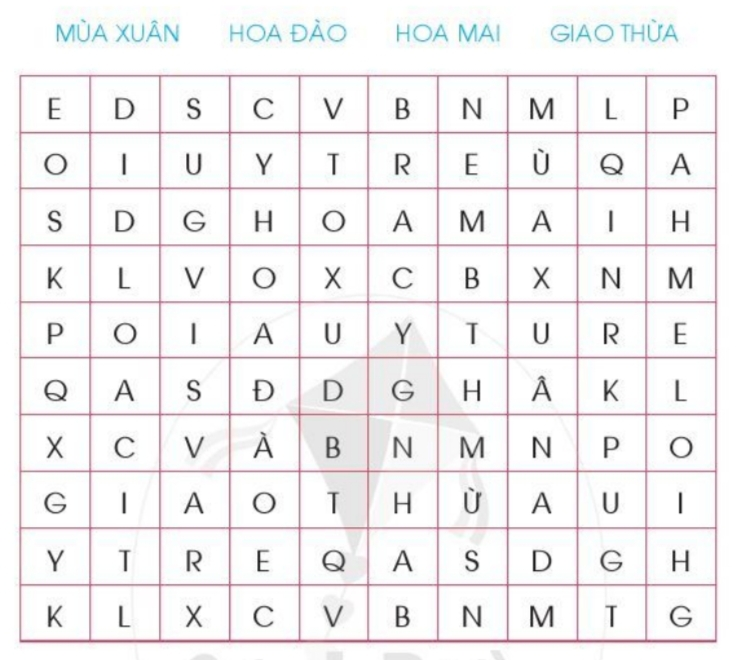 MÙA XUÂN HOA ĐÀO HOA MAI GIAO THỪA
E D S C V B N M L P
O I U Y T R E Ù Q A
S D G H O A M A I H
K L V O X C B X N M
P O I A U Y T U R E
Q A S Đ D G H Â K L
X C V À B N M N P O
G I A O T H Ừ A U I
Y T R E Q A S D G H
K L X C V B N M T G